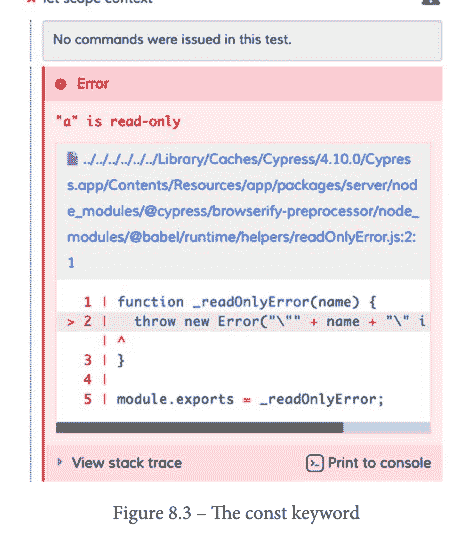 let scope context
No commands were issued in this test.
Error
"a" is read-only
../../../../../../Library/Caches/Cypress/4.10.0/Cypres
s.app/Contents/Resources/app/packages/server/nod
e_modules/@cypress/browserify-preprocessor/node_
modules/@babel/runtime/helpers/readOnlyError.js:2:
1
1 | function _readOnlyError(name) {
> 2 |   throw new Error("\"" + name + "\" i
| ^
3 | }
4 |
5 | module.exports = _readOnlyError;
View stack trace
Print to console
Figure 8.3 – The const keyword